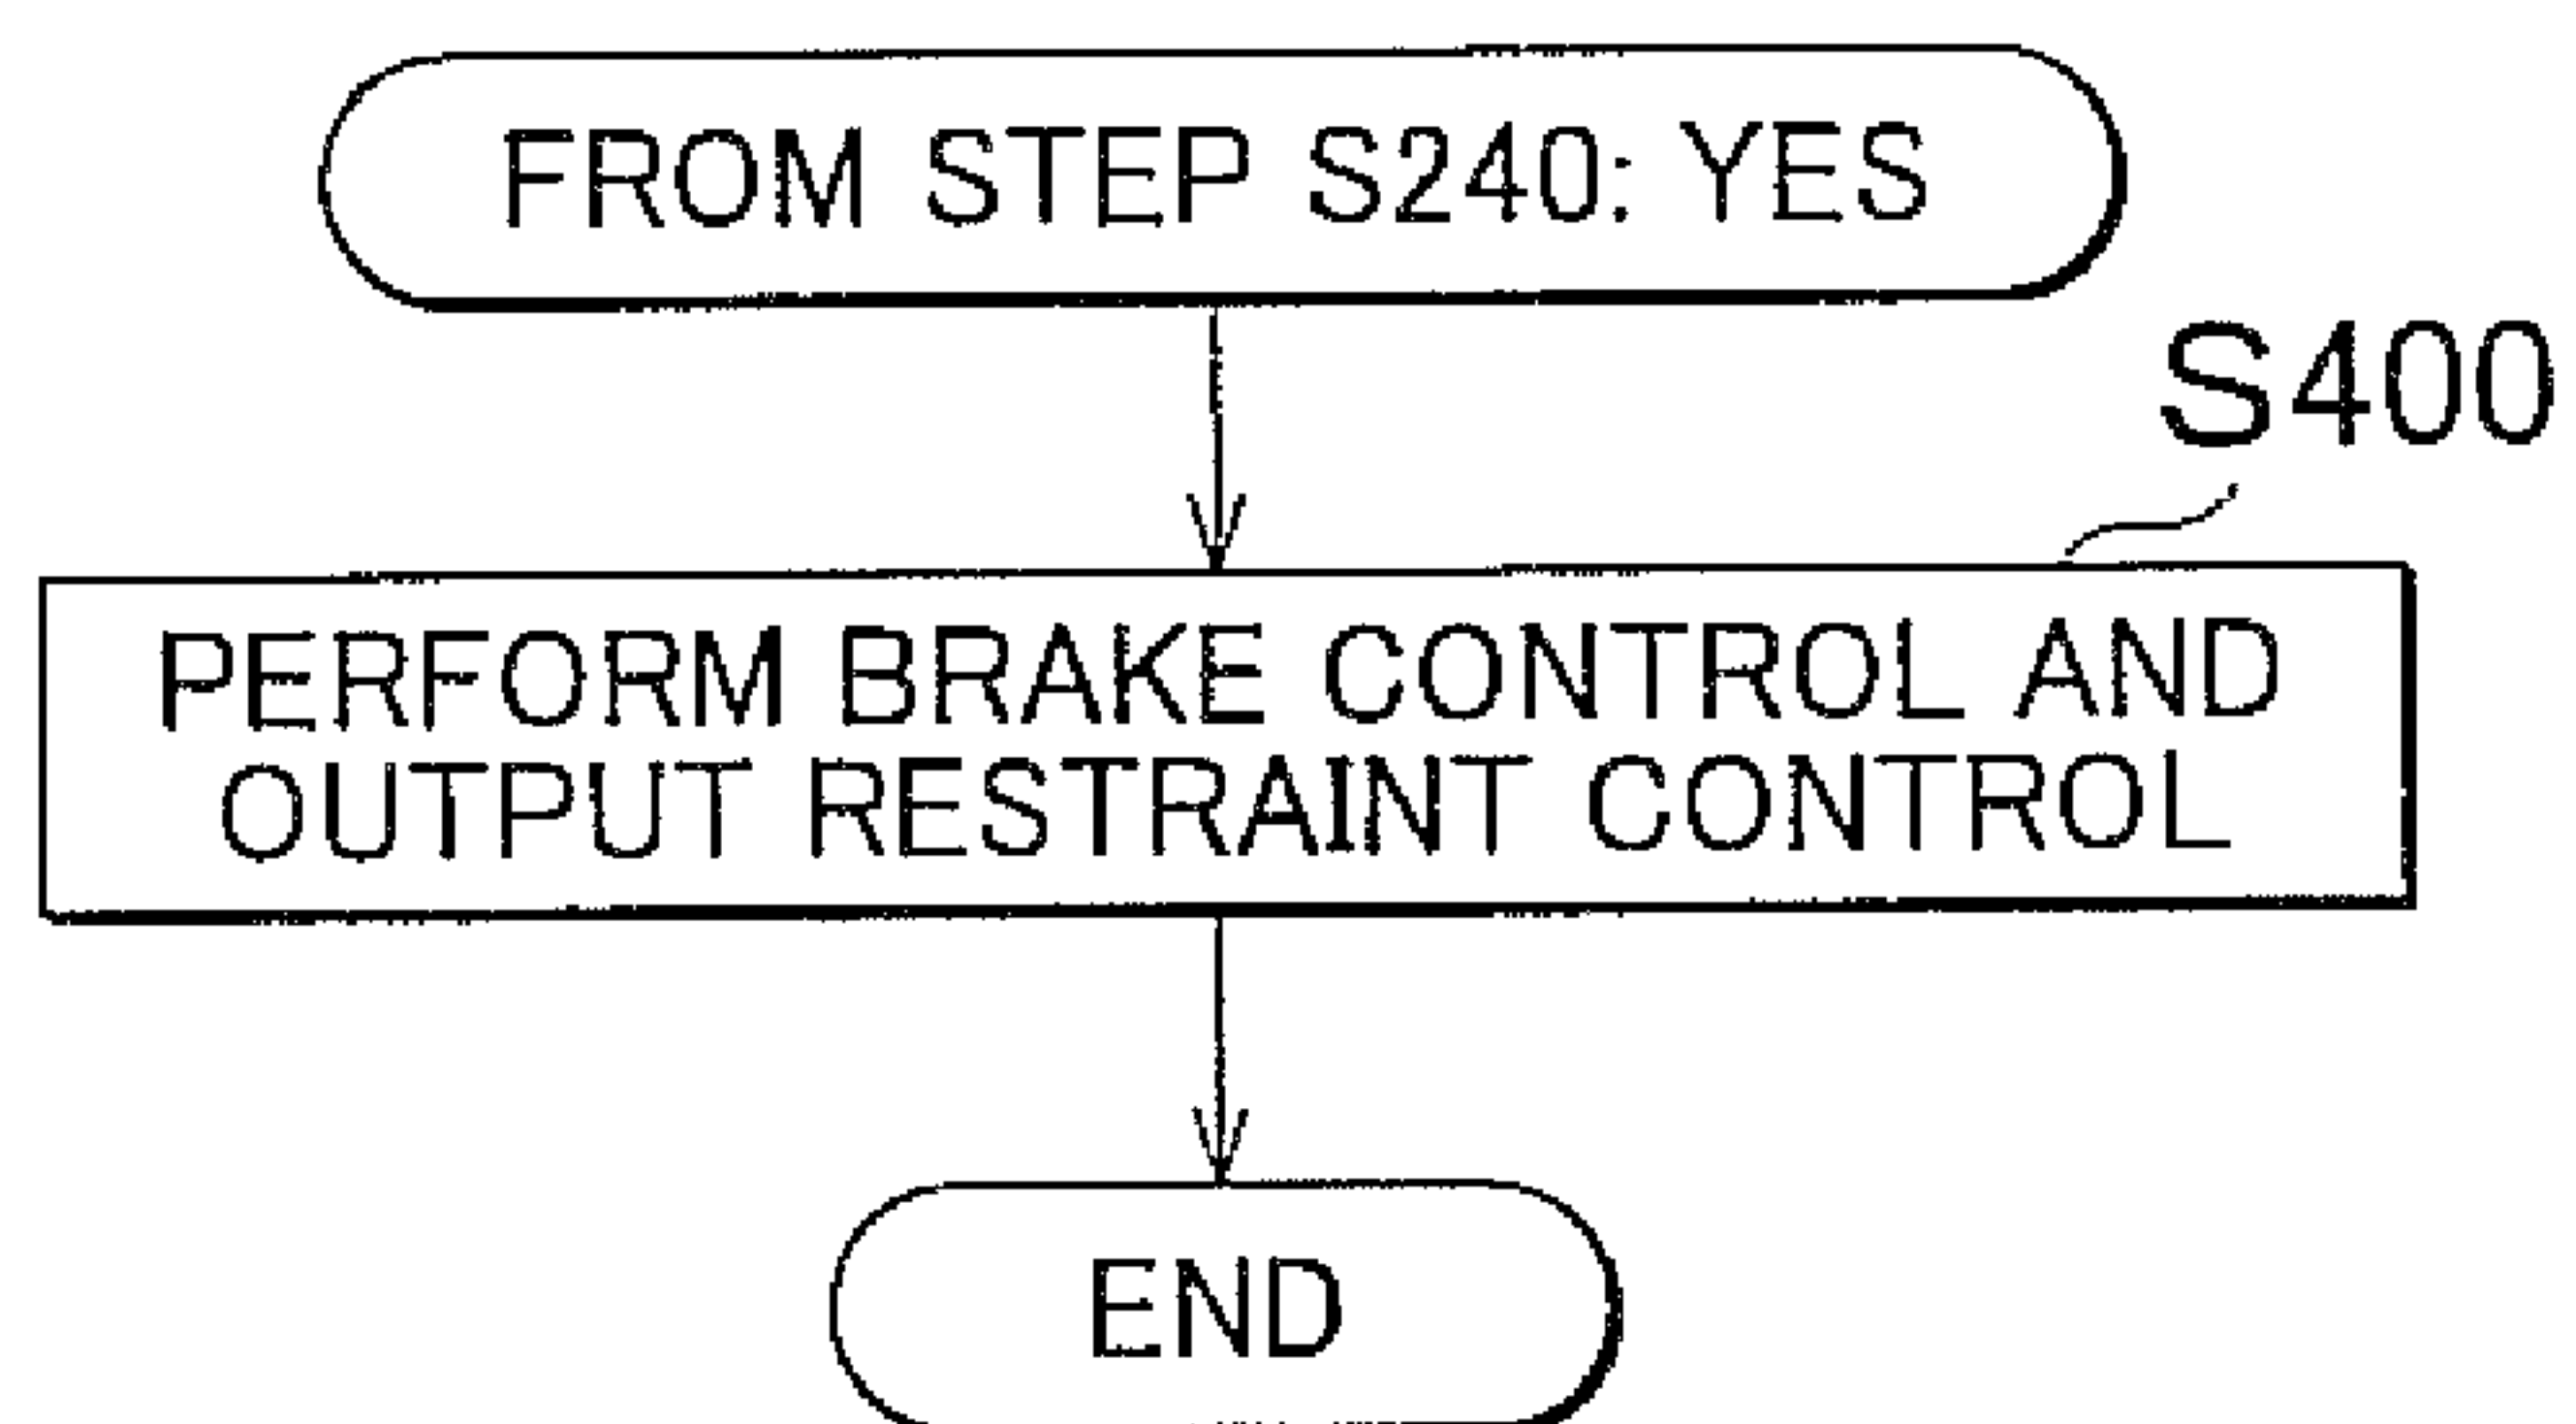 FROM STEP S240: YES
S400
PERFORM BRAKE CONTROL AND
OUTPUT RESTRAINT CONTROL
END